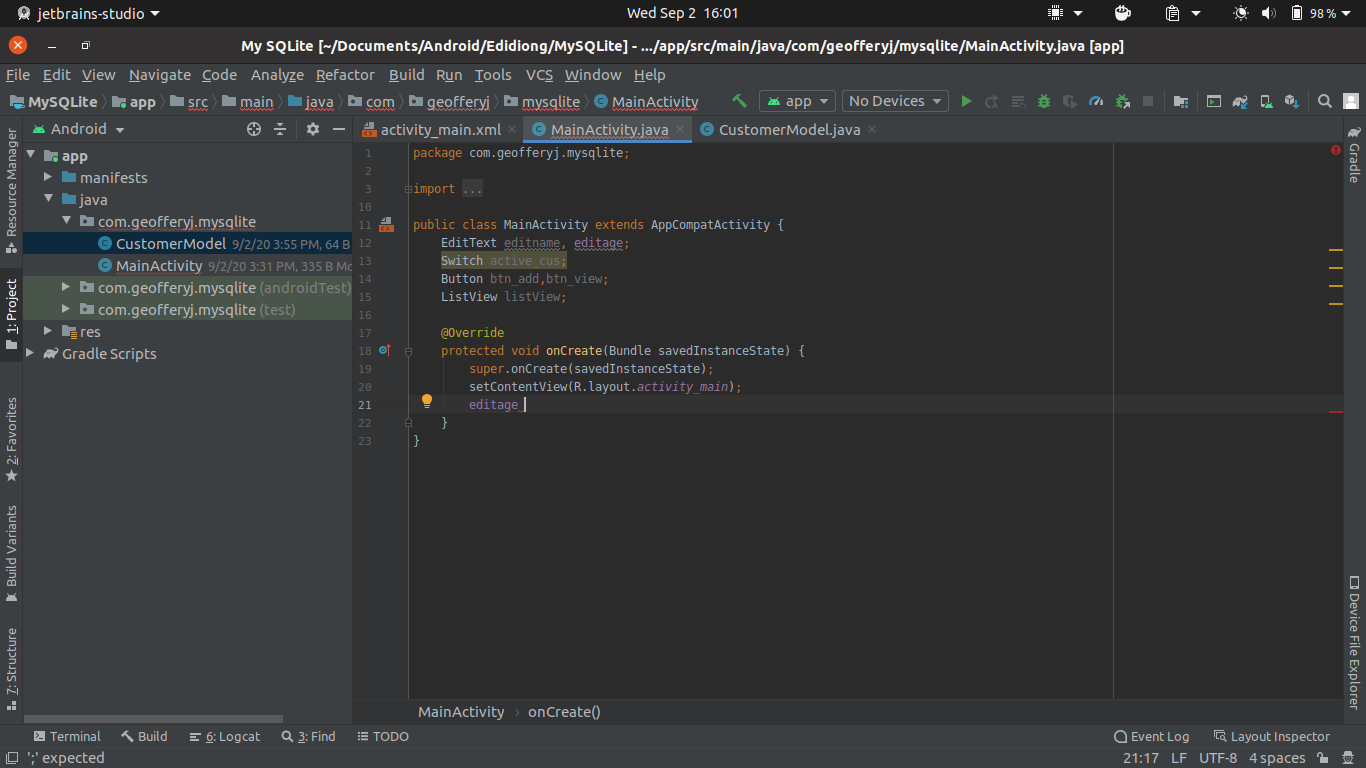 jetbrains-studio
Wed Sep 2 16:01
98 %
My SQLite [~/Documents/Android/Edidiong/MySQLite] - .../app/src/main/java/com/geofferyj/mysqlite/MainActivity.java [app]
File Edit View Navigate Code Analyze Refactor Build Run Tools VCS Window Help
MySQLite app src main java com geofferyj mysqlite MainActivity
app No Devices
Android
activity_main.xml MainActivity.java CustomerModel.java
Resource Manager
1: Project
2: Favorites
Build Variants
7: Structure
app
manifests
java
com.geofferyj.mysqlite
CustomerModel 9/2/20 3:55 PM, 64 B
MainActivity 9/2/20 3:31 PM, 335 B Mo
com.geofferyj.mysqlite (androidTest)
com.geofferyj.mysqlite (test)
res
Gradle Scripts
1 package com.geofferyj.mysqlite;
2
3 import ...
10
11 public class MainActivity extends AppCompatActivity {
12 EditText editname, editage;
13 Switch active_cus;
14 Button btn_add,btn_view;
15 ListView listView;
16
17 @Override
18 protected void onCreate(Bundle savedInstanceState) {
19 super.onCreate(savedInstanceState);
20 setContentView(R.layout.activity_main);
21 editage
22 }
23 }
Gradle
Device File Explorer
MainActivity › onCreate()
Terminal Build 6: Logcat 3: Find TODO
Event Log Layout Inspector
';' expected
21:17 LF UTF-8 4 spaces